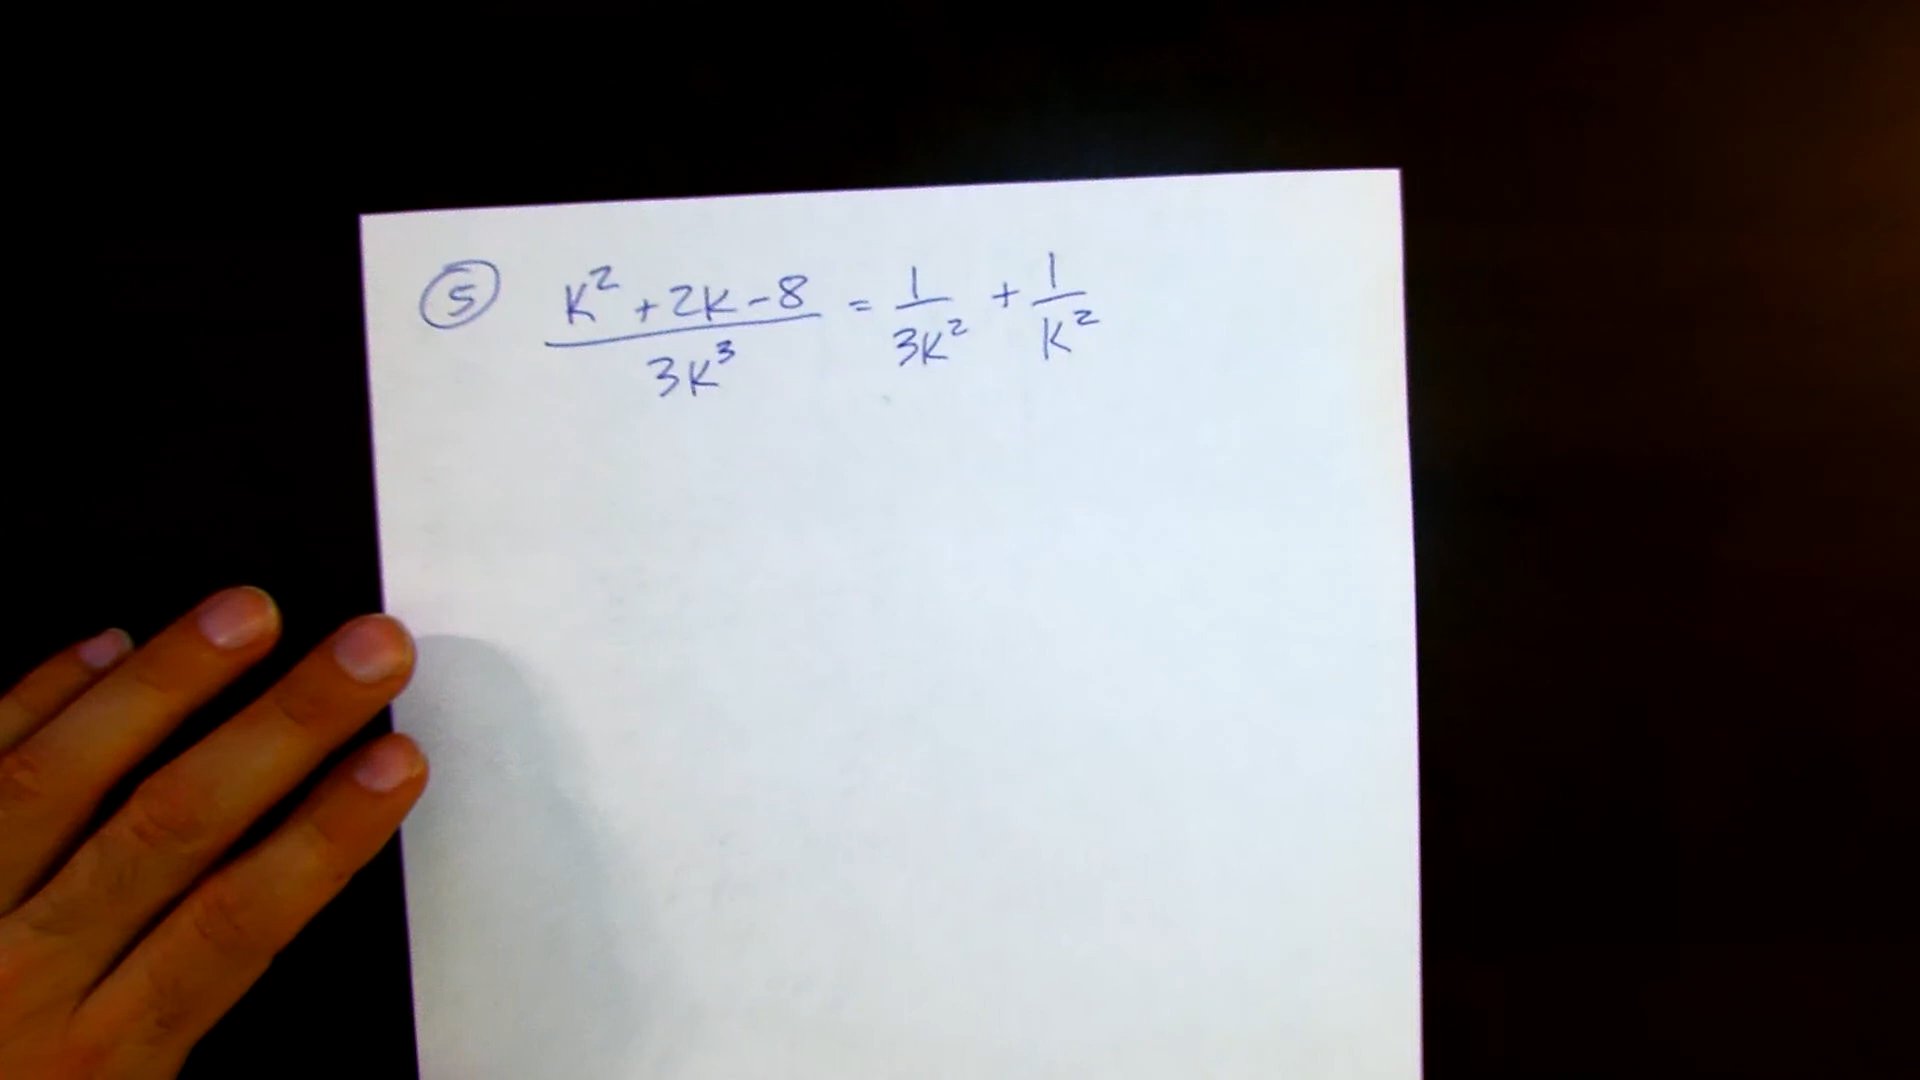 ⑤ (K² + 2K - 8)/(3K³) = 1/(3K²) + 1/K²